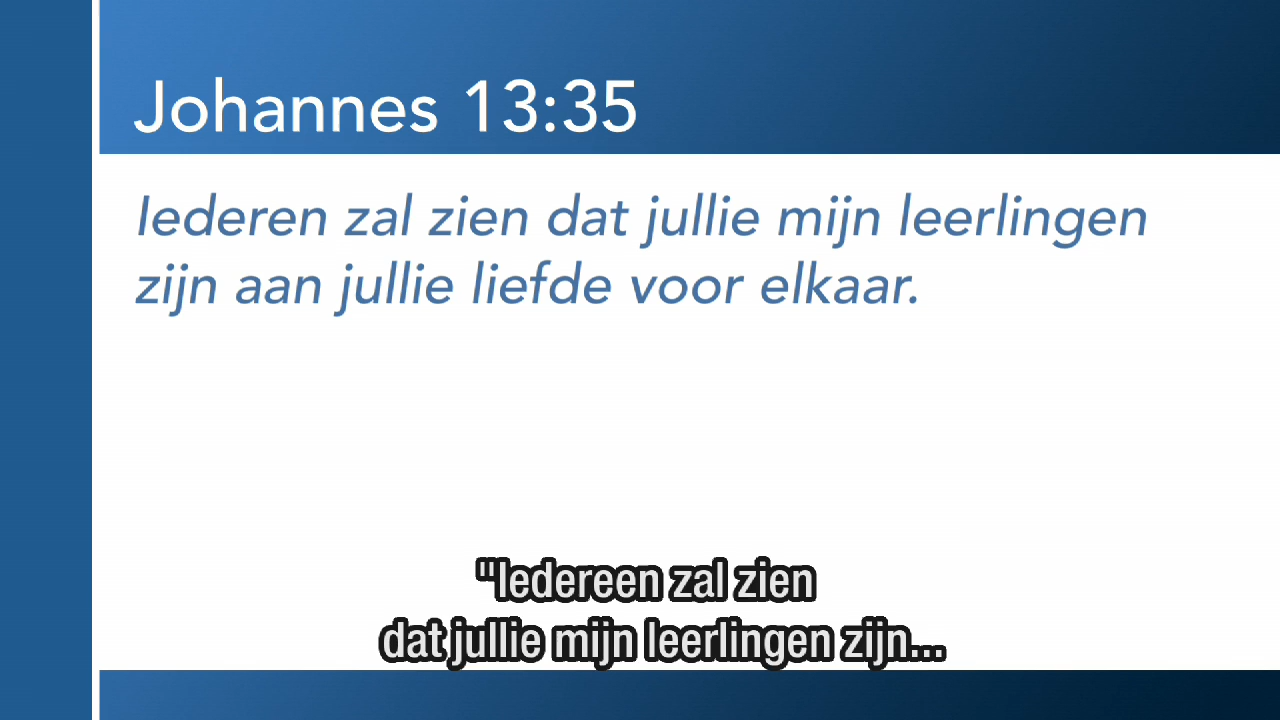 Johannes 13:35
Iederen zal zien dat jullie mijn leerlingen
zijn aan jullie liefde voor elkaar.
"Iedereen zal zien
dat jullie mijn leerlingen zijn...